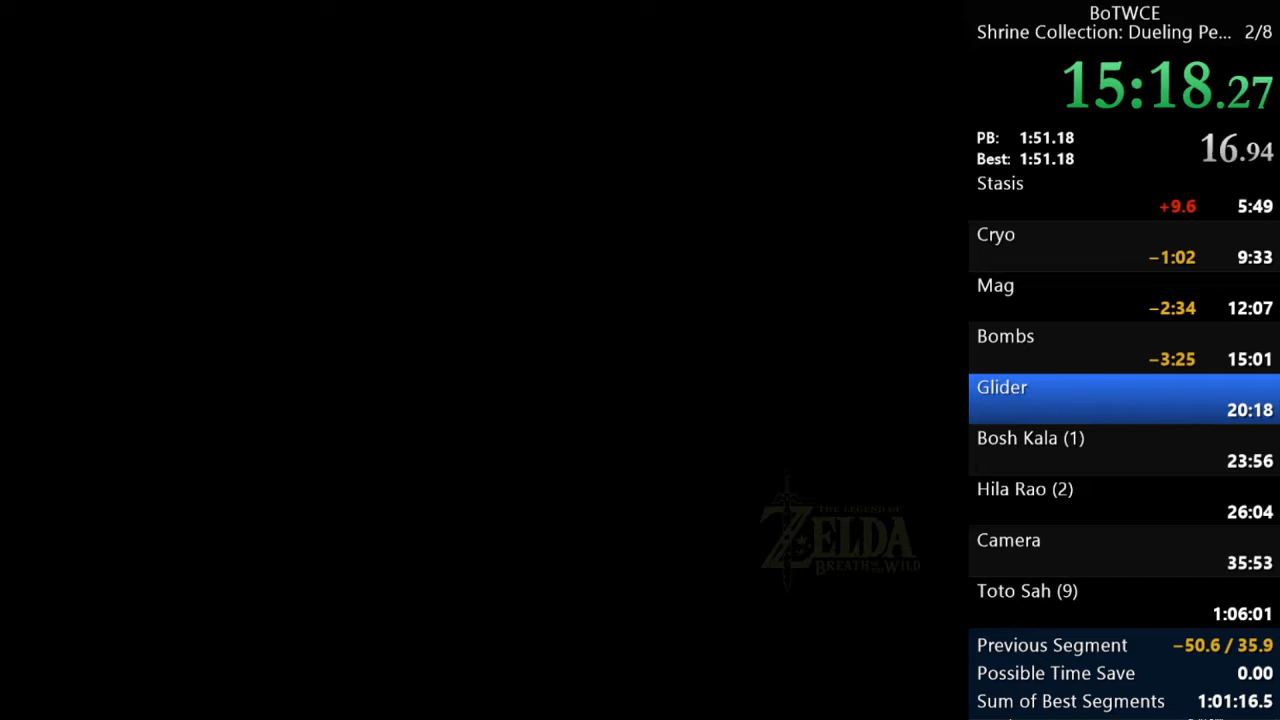 BoTWCE
Shrine Collection: Dueling Pe... 2/8
15:18.27
PB: 1:51.18
16.94
Best: 1:51.18
Stasis
+9.6 5:49
Cryo
−1:02 9:33
Mag
−2:34 12:07
Bombs
−3:25 15:01
Glider
20:18
Bosh Kala (1)
23:56
Hila Rao (2)
26:04
Camera
35:53
Toto Sah (9)
1:06:01
Previous Segment −50.6 / 35.9
Possible Time Save 0.00
Sum of Best Segments 1:01:16.5
THE LEGEND OF
ZELDA
BREATH OF THE WILD